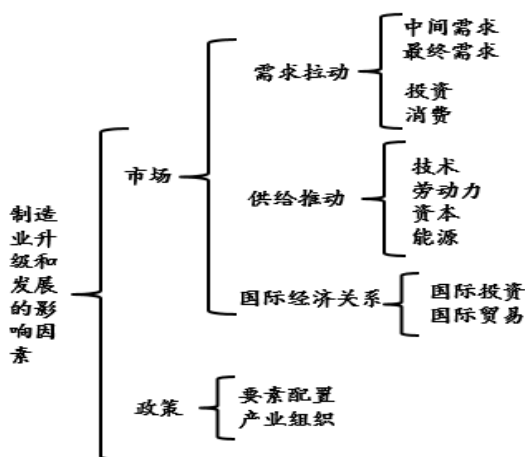 制造
业升
级和
发展
的影
响因
素
市场
需求拉动
中间需求
最终需求
投资
消费
供给推动
技术
劳动力
资本
能源
国际经济关系
国际投资
国际贸易
政策
要素配置
产业组织